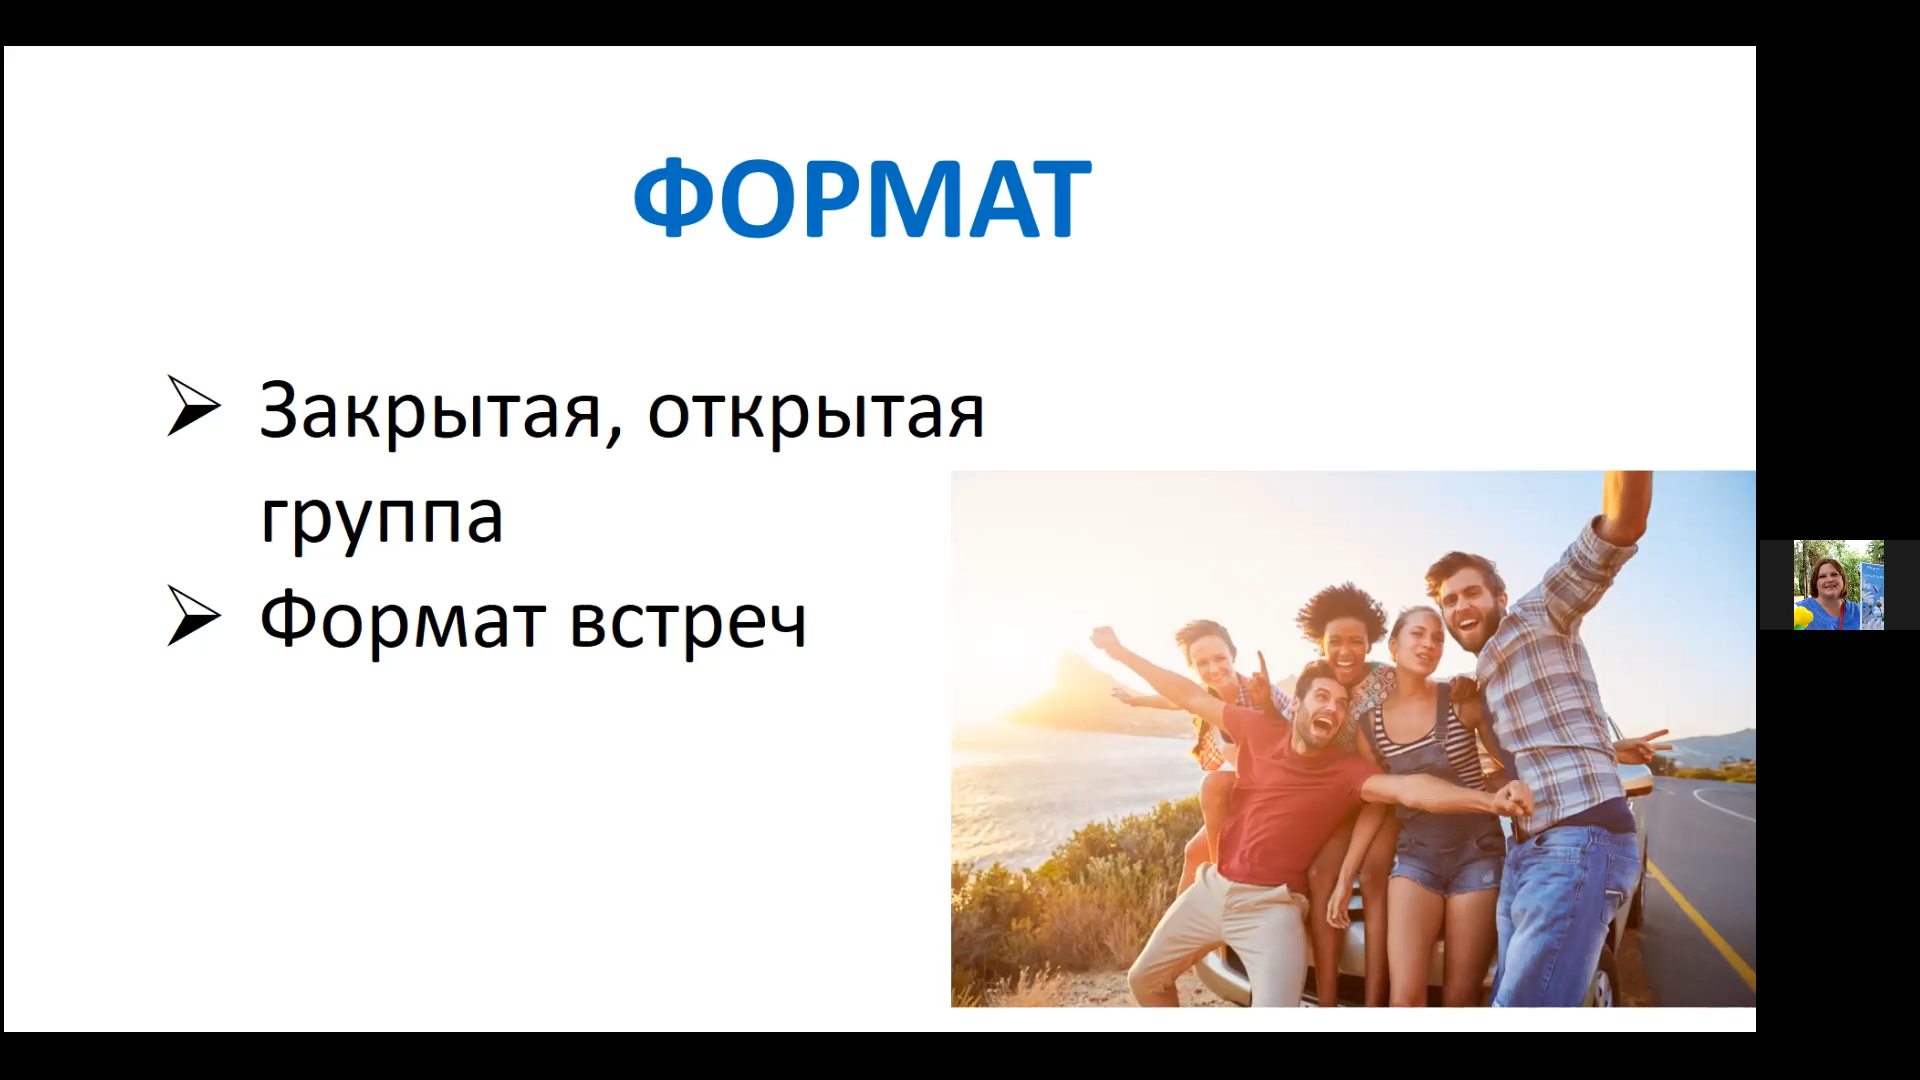 ФОРМАТ
➢ Закрытая, открытая
группа
➢ Формат встреч